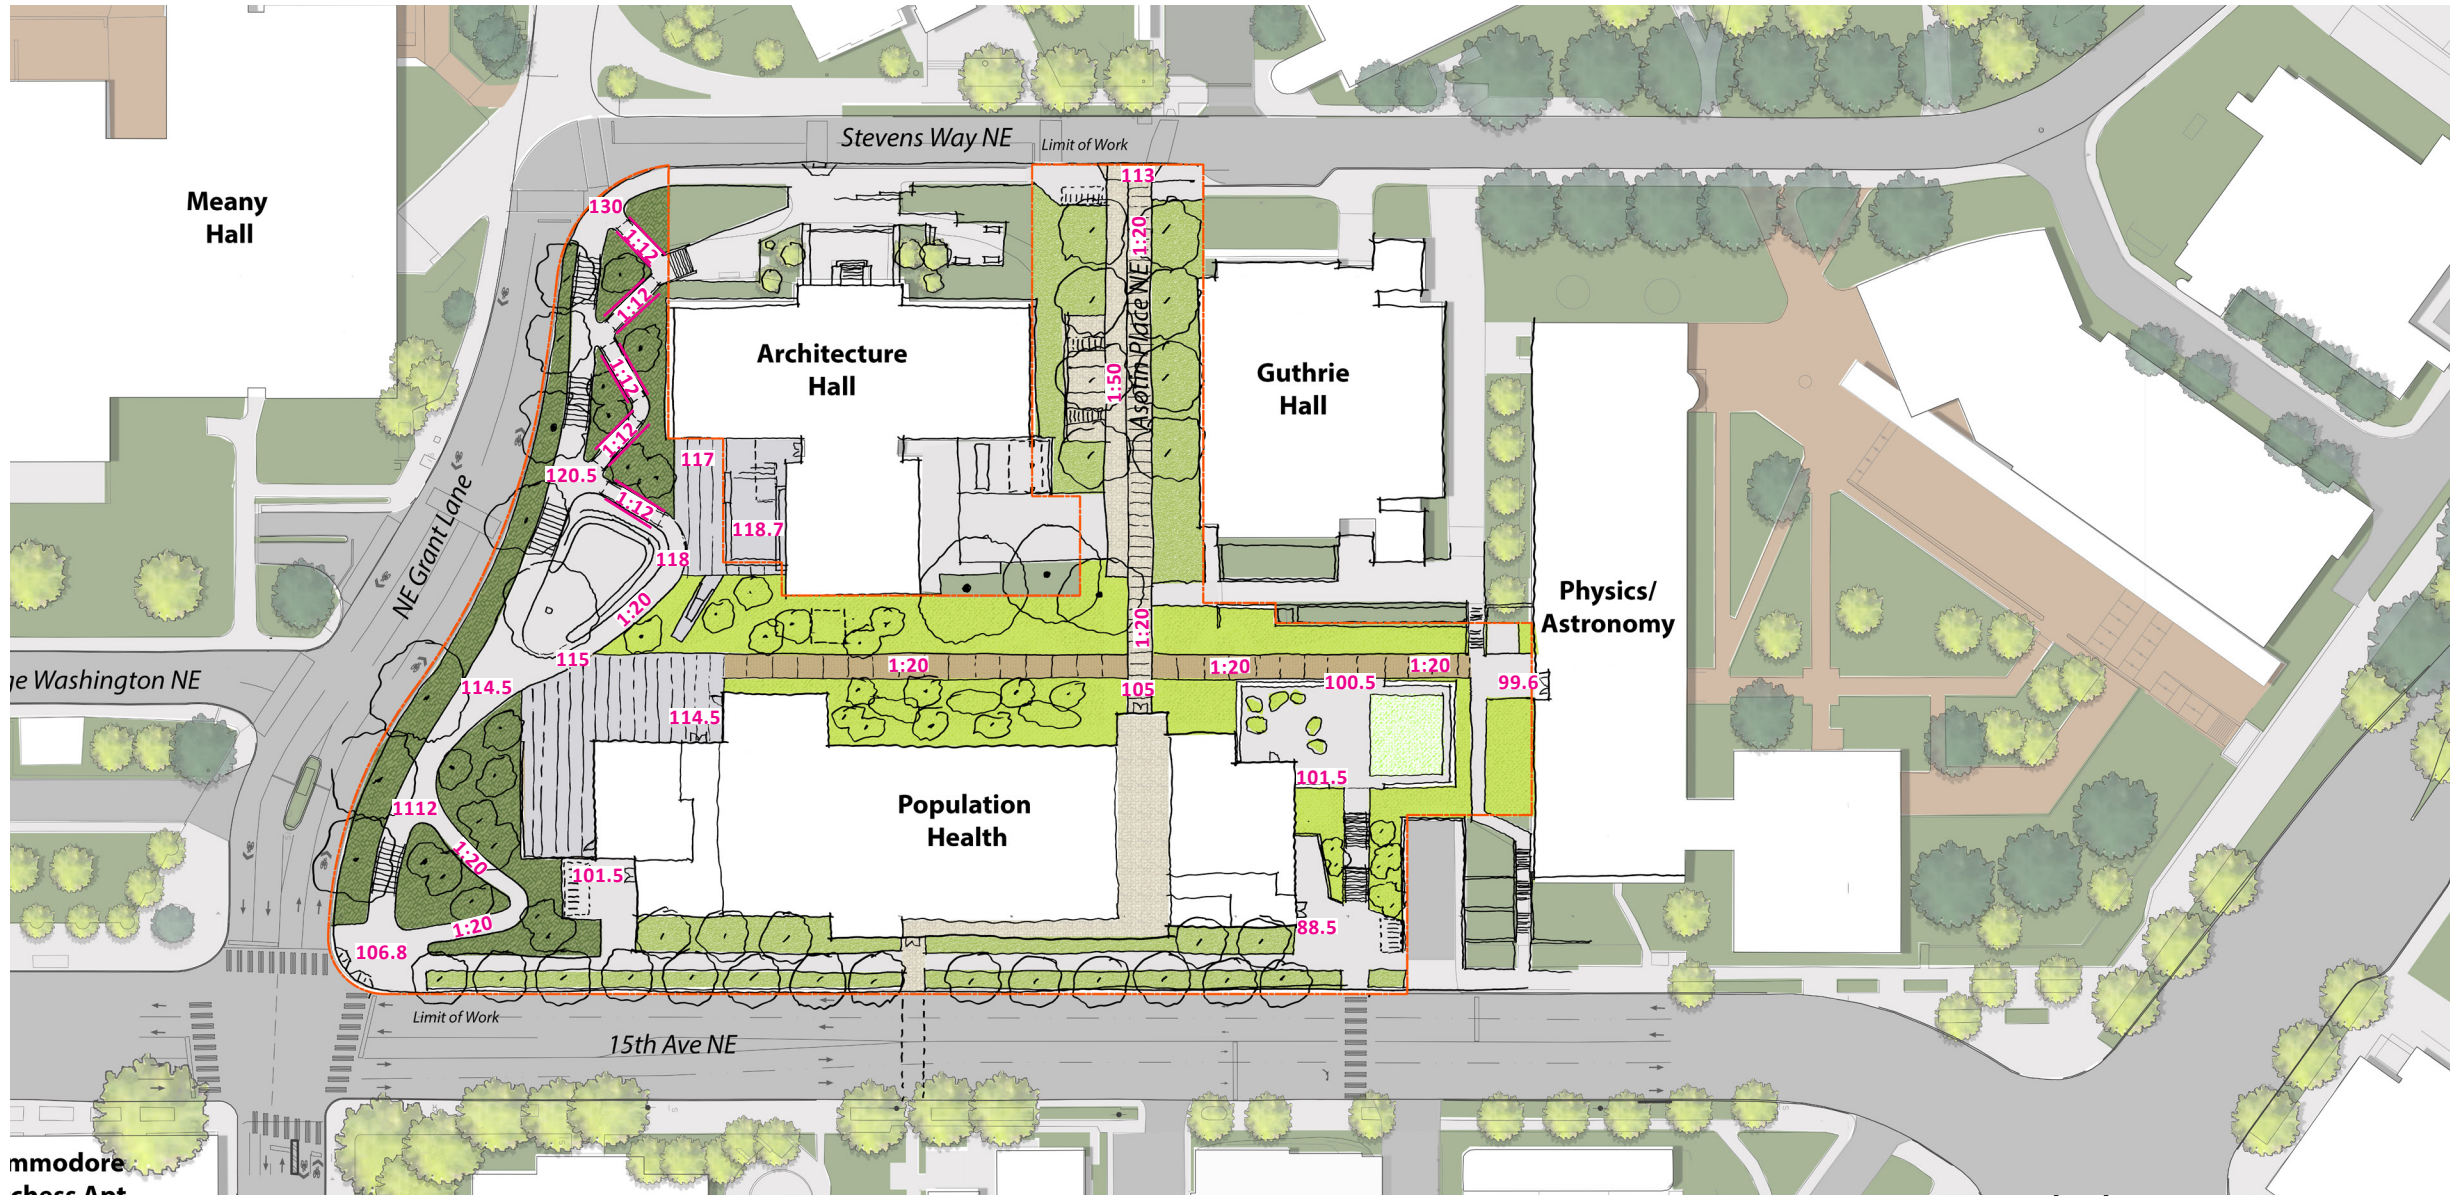 Stevens Way NE
Limit of Work
113
Meany
Hall
130
1:12
1:20
1:12
Asotin Place NE
Architecture
Hall
Guthrie
Hall
1:12
1:50
1:12
117
120.5
1:12
118.7
NE Grant Lane
118
1:20
Physics/
Astronomy
1:20
115
1:20
1:20
1:20
ge Washington NE
114.5
105
100.5
99.6
114.5
101.5
1112
Population
Health
1:20
101.5
1:20
88.5
106.8
Limit of Work
15th Ave NE
mmodore
chess Apt